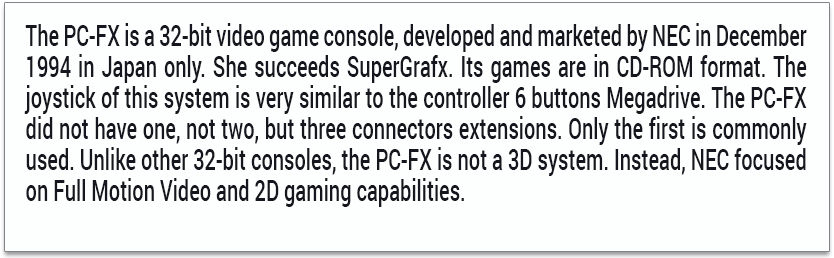 The PC-FX is a 32-bit video game console, developed and marketed by NEC in December
1994 in Japan only. She succeeds SuperGrafx. Its games are in CD-ROM format. The
joystick of this system is very similar to the controller 6 buttons Megadrive. The PC-FX
did not have one, not two, but three connectors extensions. Only the first is commonly
used. Unlike other 32-bit consoles, the PC-FX is not a 3D system. Instead, NEC focused
on Full Motion Video and 2D gaming capabilities.